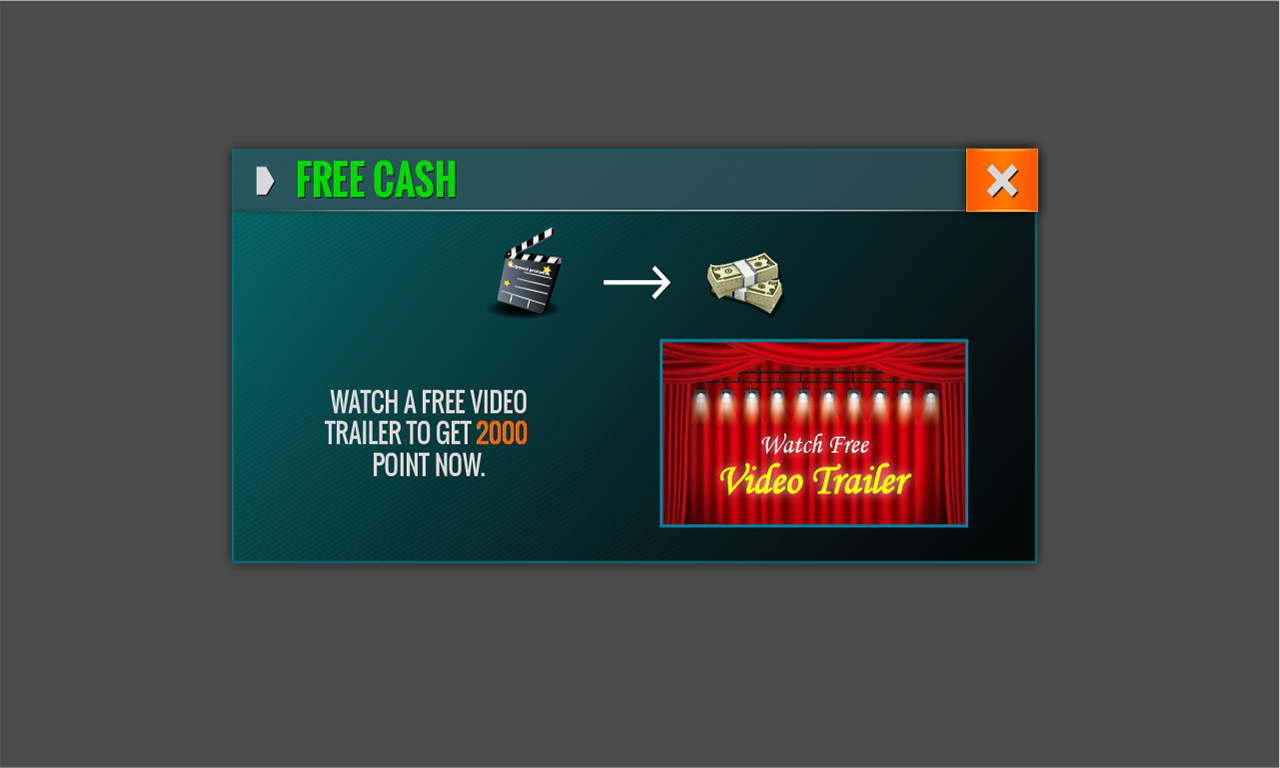 FREE CASH
WATCH A FREE VIDEO
TRAILER TO GET 2000
POINT NOW.
Watch Free
Video Trailer